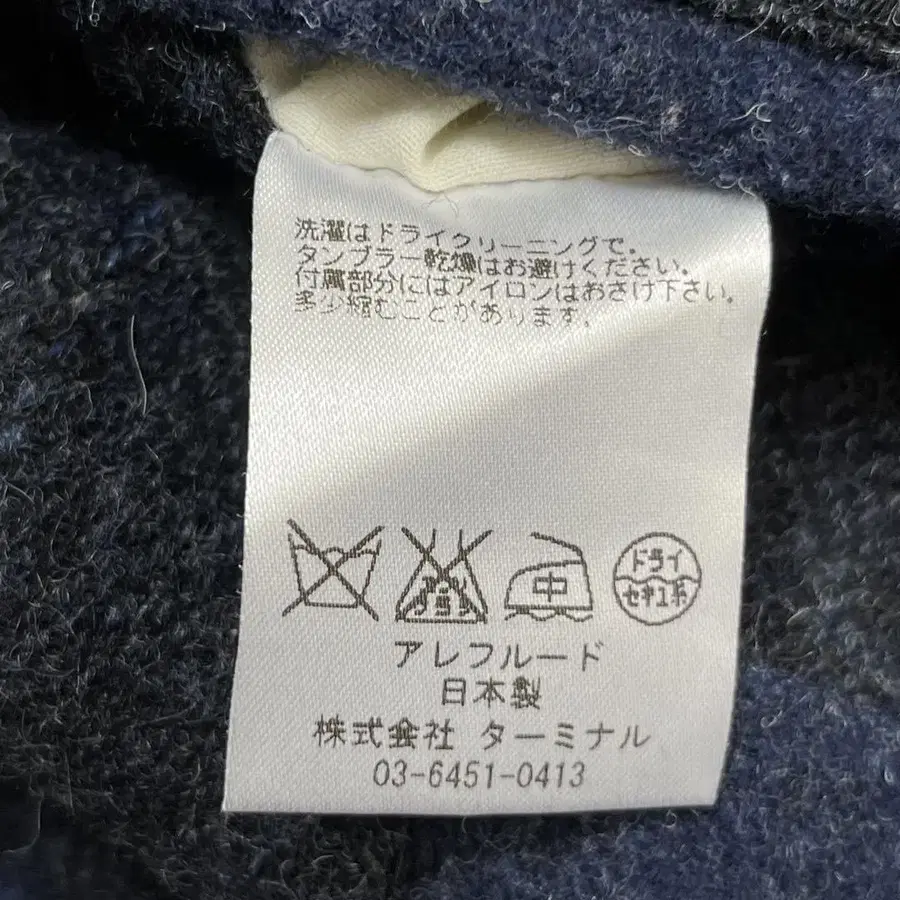 洗濯はドライクリーニングで。
タンブラー乾燥はお避けください。
付属部分にはアイロンはおさけ下さい。
多少縮むことがあります。
中
ドライ
セキユ系
アレフルード
日本製
株式会社 ターミナル
03-6451-0413